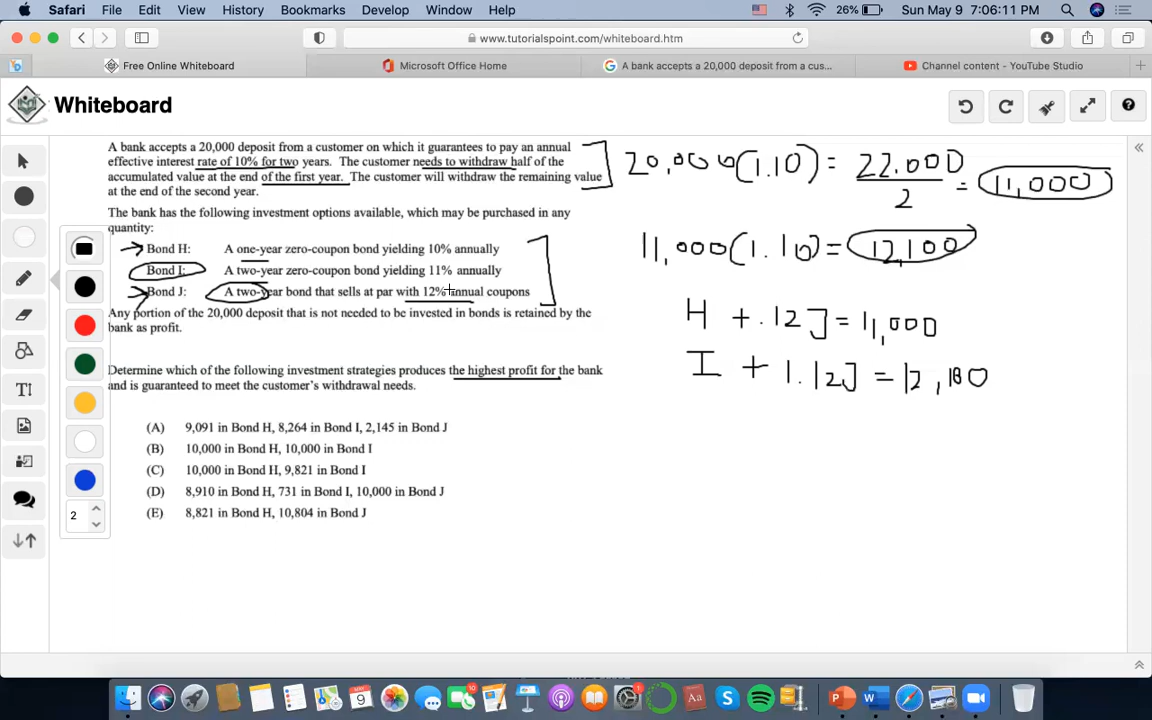 Safari File Edit View History Bookmarks Develop Window Help 26% Sun May 9 7:06:11 PM
www.tutorialspoint.com/whiteboard.htm
Free Online Whiteboard Microsoft Office Home A bank accepts a 20,000 deposit from a cus... Channel content - YouTube Studio
Whiteboard
A bank accepts a 20,000 deposit from a customer on which it guarantees to pay an annual
effective interest rate of 10% for two years. The customer needs to withdraw half of the
accumulated value at the end of the first year. The customer will withdraw the remaining value
at the end of the second year.
The bank has the following investment options available, which may be purchased in any
quantity:
Bond H: A one-year zero-coupon bond yielding 10% annually
Bond I: A two-year zero-coupon bond yielding 11% annually
Bond J: A two-year bond that sells at par with 12% annual coupons
Any portion of the 20,000 deposit that is not needed to be invested in bonds is retained by the
bank as profit.
Determine which of the following investment strategies produces the highest profit for the bank
and is guaranteed to meet the customer's withdrawal needs.
(A) 9,091 in Bond H, 8,264 in Bond I, 2,145 in Bond J
(B) 10,000 in Bond H, 10,000 in Bond I
(C) 10,000 in Bond H, 9,821 in Bond I
(D) 8,910 in Bond H, 731 in Bond I, 10,000 in Bond J
(E) 8,821 in Bond H, 10,804 in Bond J
20,000(1.10) = 22.000
2
= 11,000
11,000(1.10) = 12,100
H + .12J = 11,000
I + 1.12J = 12,100
2
T
10
1
MAY
9
Aa
S
P
W